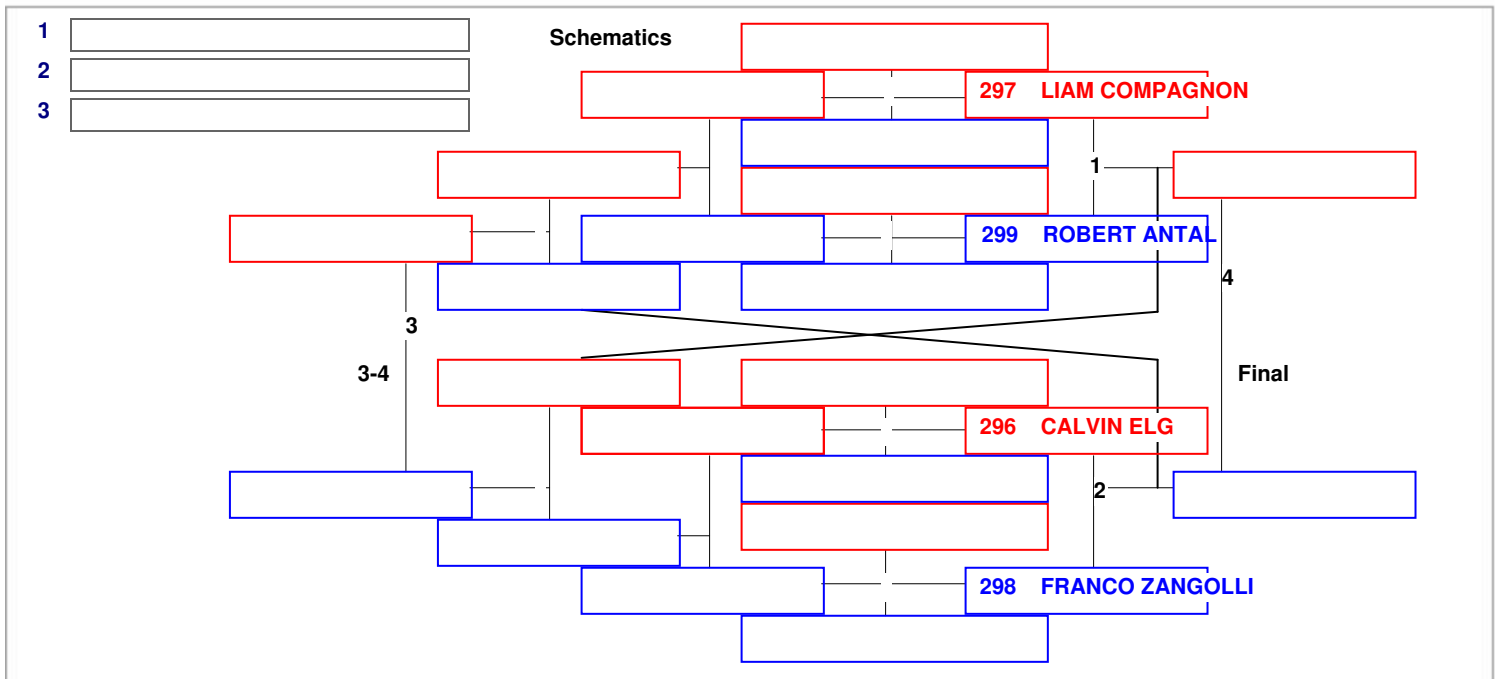 1
Schematics
2
297 LIAM COMPAGNON
3
1
299 ROBERT ANTAL
4
3
3-4
Final
296 CALVIN ELG
2
298 FRANCO ZANGOLLI